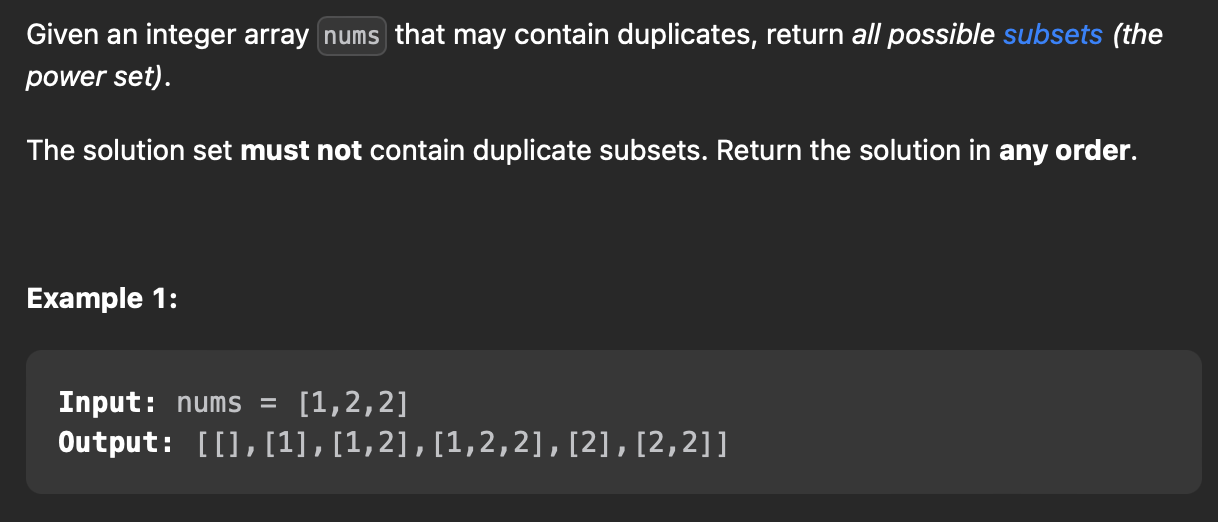 Given an integer array nums that may contain duplicates, return all possible subsets (the
power set).
The solution set must not contain duplicate subsets. Return the solution in any order.
Example 1:
Input: nums = [1,2,2]
Output: [[],[1],[1,2],[1,2,2],[2],[2,2]]